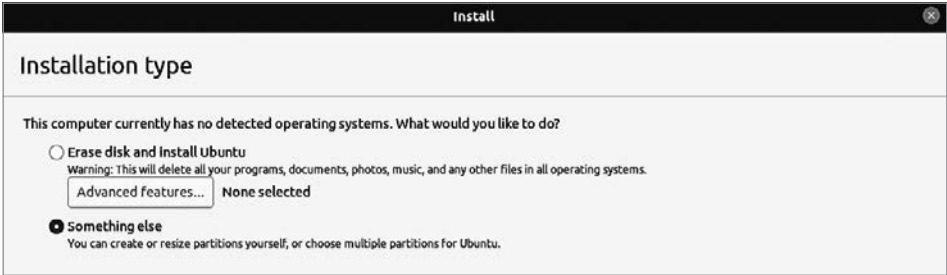 Install
Installation type
This computer currently has no detected operating systems. What would you like to do?
Erase disk and install Ubuntu
Warning: This will delete all your programs, documents, photos, music, and any other files in all operating systems.
Advanced features... None selected
Something else
You can create or resize partitions yourself, or choose multiple partitions for Ubuntu.